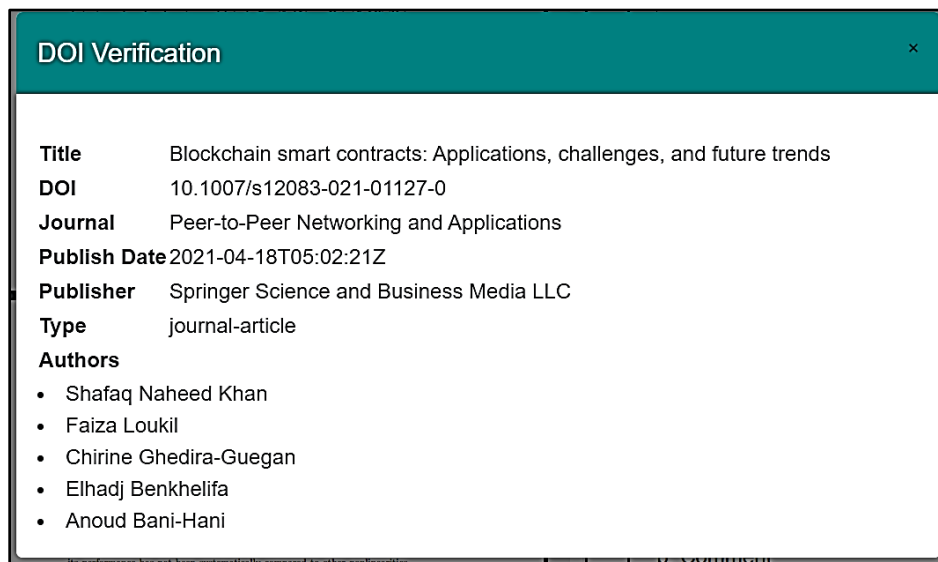 DOI Verification ×
Title Blockchain smart contracts: Applications, challenges, and future trends
DOI 10.1007/s12083-021-01127-0
Journal Peer-to-Peer Networking and Applications
Publish Date 2021-04-18T05:02:21Z
Publisher Springer Science and Business Media LLC
Type journal-article
Authors
• Shafaq Naheed Khan
• Faiza Loukil
• Chirine Ghedira-Guegan
• Elhadj Benkhelifa
• Anoud Bani-Hani